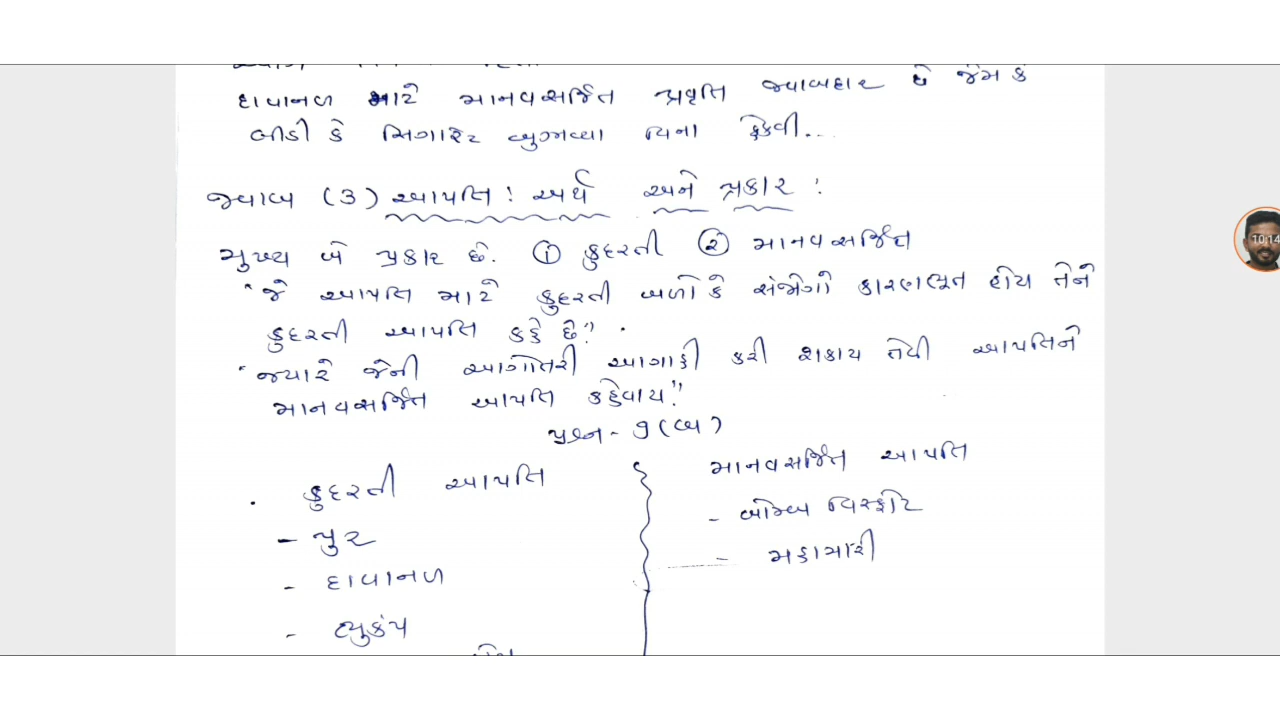 દાવાનળ માટે માનવસર્જિત પ્રવૃત્તિ જવાબદાર છે જેમ કે
બીડી કે સિગારેટ બુઝાવ્યા વિના ફેંકવી...
જવાબ (૩) આપત્તિ : અર્થ અને પ્રકાર :
મુખ્ય બે પ્રકાર છે. ① કુદરતી ② માનવસર્જિત
"જે આપત્તિ માટે કુદરતી બળો કે સંજોગો કારણભૂત હોય તેને
કુદરતી આપત્તિ કહે છે".
"જ્યારે જેની આગોતરી આગાહી કરી શકાય તેવી આપત્તિને
માનવસર્જિત આપત્તિ કહેવાય."
પ્રશ્ન - ૧ (બ)
. કુદરતી આપત્તિ
- પુર
- દાવાનળ
- ભુકંપ
માનવસર્જિત આપત્તિ
- બોમ્બ વિસ્ફોટ
- મહામારી
10:14